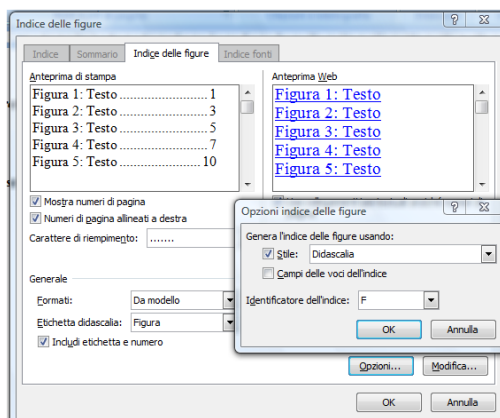 Indice delle figure
Indice Sommario Indice delle figure Indice fonti
Anteprima di stampa
Figura 1: Testo ............................ 1
Figura 2: Testo ............................ 3
Figura 3: Testo ............................ 5
Figura 4: Testo ............................ 7
Figura 5: Testo .......................... 10
Anteprima Web
Figura 1: Testo
Figura 2: Testo
Figura 3: Testo
Figura 4: Testo
Figura 5: Testo
Mostra numeri di pagina
Numeri di pagina allineati a destra
Carattere di riempimento: .......
Generale
Formati: Da modello
Etichetta didascalia: Figura
Includi etichetta e numero
Opzioni indice delle figure
Genera l'indice delle figure usando:
Stile: Didascalia
Campi delle voci dell'indice
Identificatore dell'indice: F
OK Annulla
Opzioni... Modifica...
OK Annulla